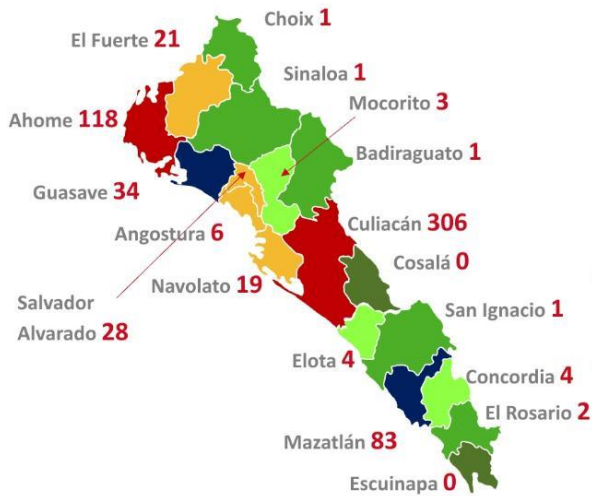 Choix 1
El Fuerte 21
Sinaloa 1
Mocorito 3
Ahome 118
Badiraguato 1
Guasave 34
Culiacán 306
Angostura 6
Cosalá 0
Navolato 19
Salvador
Alvarado 28
San Ignacio 1
Elota 4
Concordia 4
El Rosario 2
Mazatlán 83
Escuinapa 0